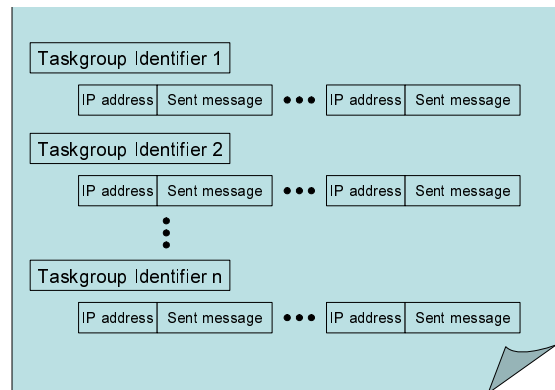 Taskgroup Identifier 1
IP address Sent message ••• IP address Sent message
Taskgroup Identifier 2
IP address Sent message ••• IP address Sent message
Taskgroup Identifier n
IP address Sent message ••• IP address Sent message